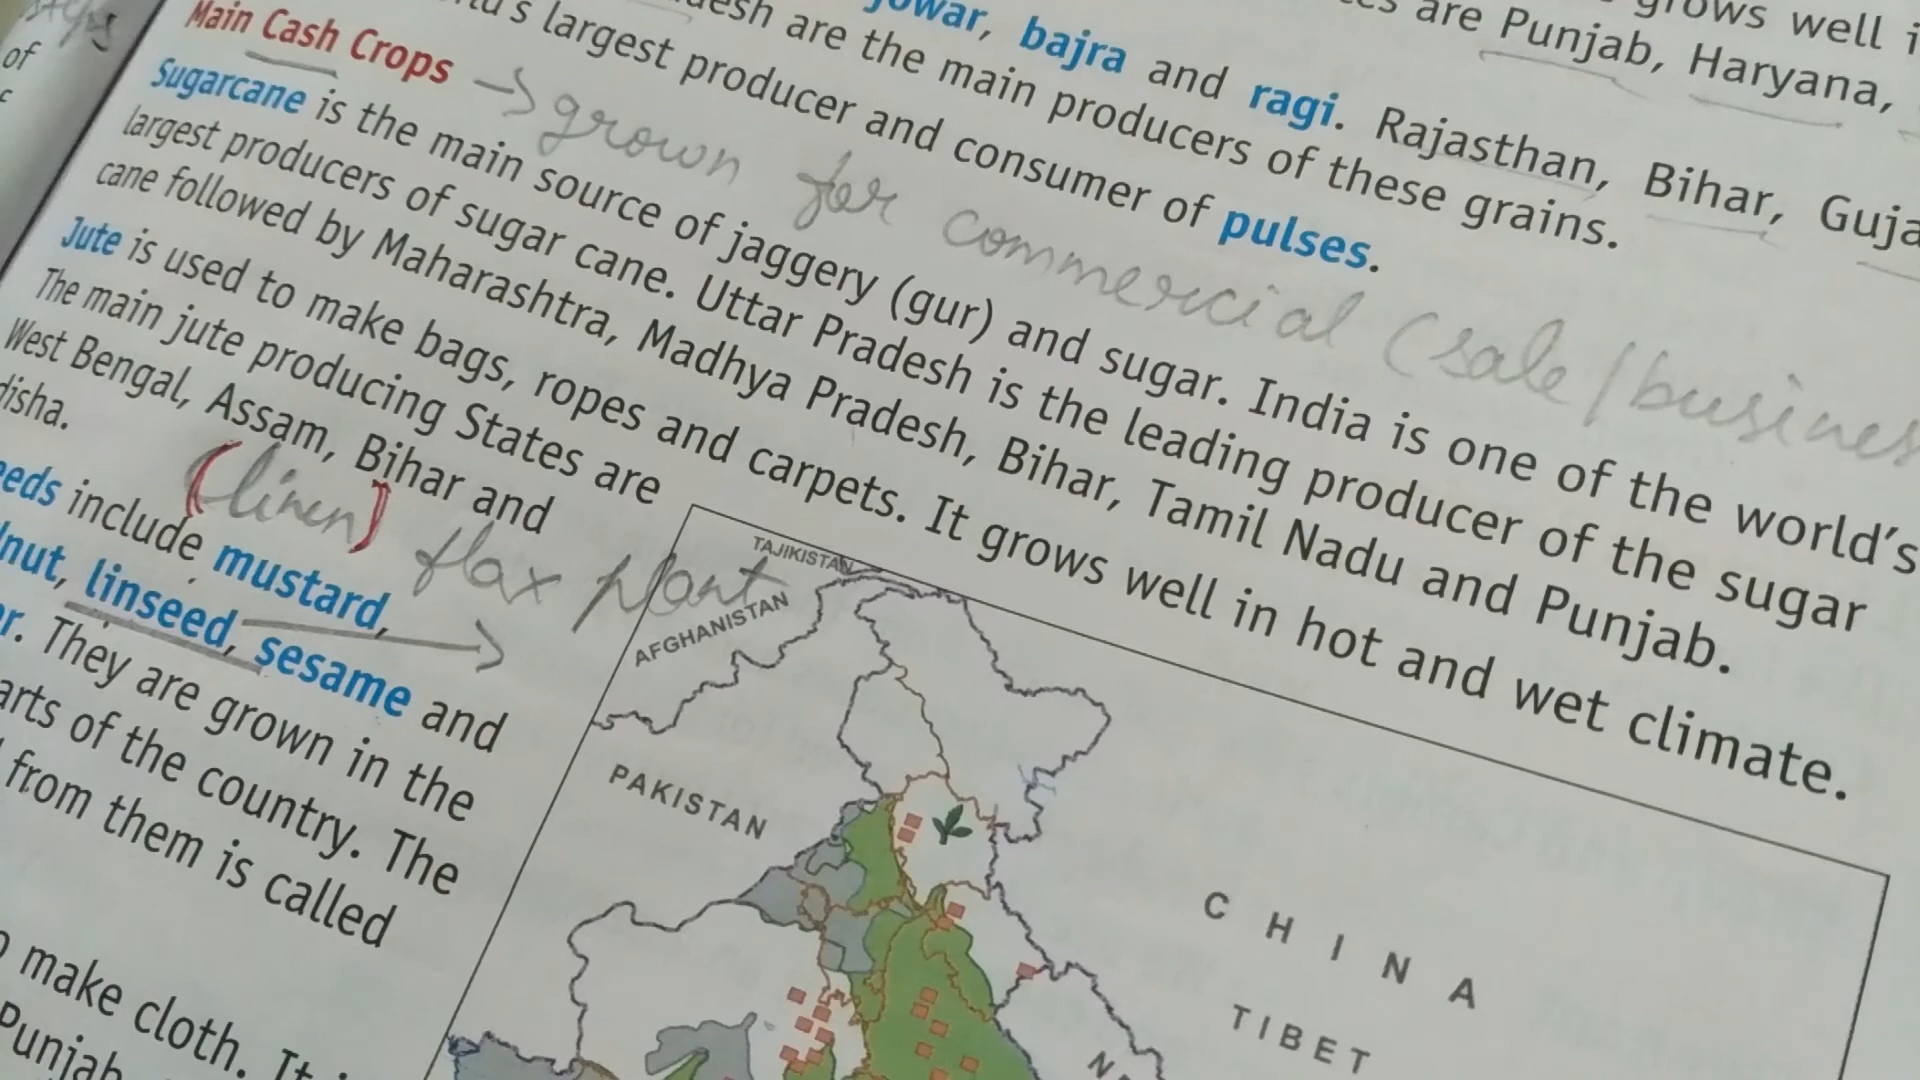 grows well i
es are Punjab, Haryana,
jowar, bajra and ragi. Rajasthan, Bihar, Guja
desh are the main producers of these grains.
's largest producer and consumer of pulses.
Main Cash Crops → grown for commercial (sale/busines
Sugarcane is the main source of jaggery (gur) and sugar. India is one of the world's
largest producers of sugar cane. Uttar Pradesh is the leading producer of the sugar
cane followed by Maharashtra, Madhya Pradesh, Bihar, Tamil Nadu and Punjab.
Jute is used to make bags, ropes and carpets. It grows well in hot and wet climate.
The main jute producing States are
West Bengal, Assam, Bihar and
disha.
(linen) flax plant
eeds include mustard,
nut, linseed, sesame and
er. They are grown in the
arts of the country. The
from them is called
make cloth. It
Punjab
TAJIKISTAN
AFGHANISTAN
PAKISTAN
CHINA
TIBET
of
c